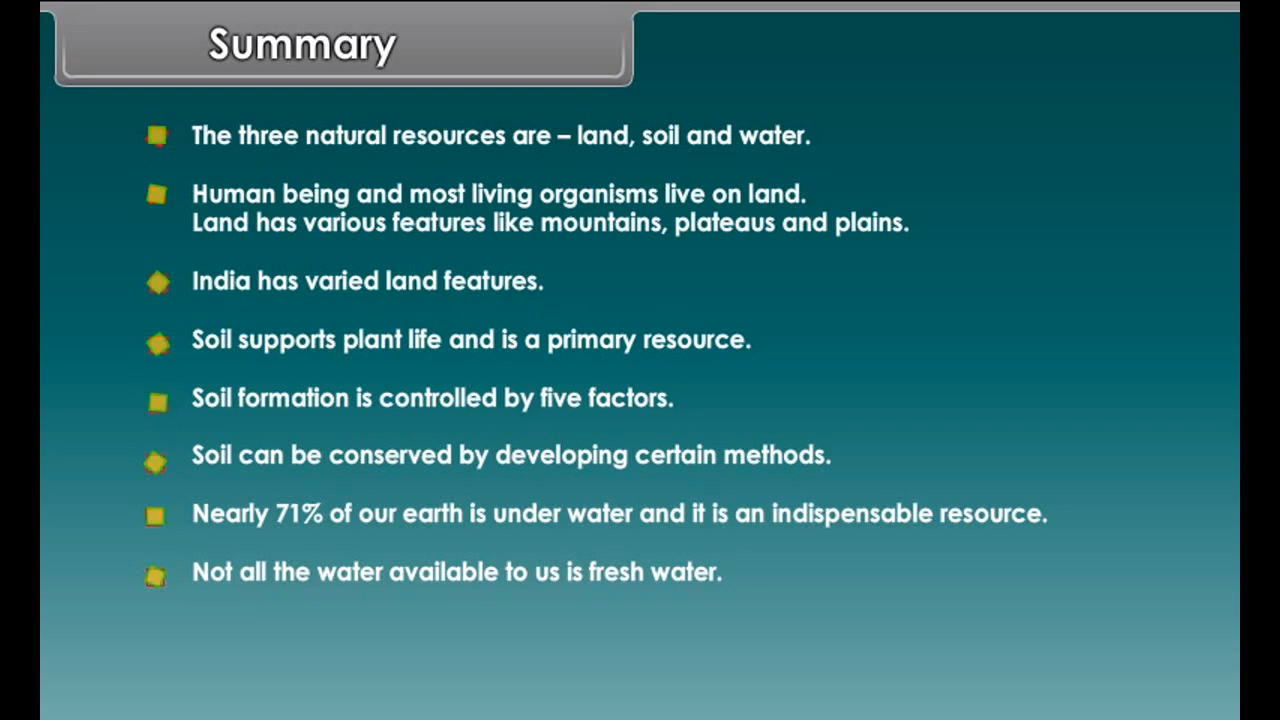 Summary
The three natural resources are – land, soil and water.
Human being and most living organisms live on land.
Land has various features like mountains, plateaus and plains.
India has varied land features.
Soil supports plant life and is a primary resource.
Soil formation is controlled by five factors.
Soil can be conserved by developing certain methods.
Nearly 71% of our earth is under water and it is an indispensable resource.
Not all the water available to us is fresh water.